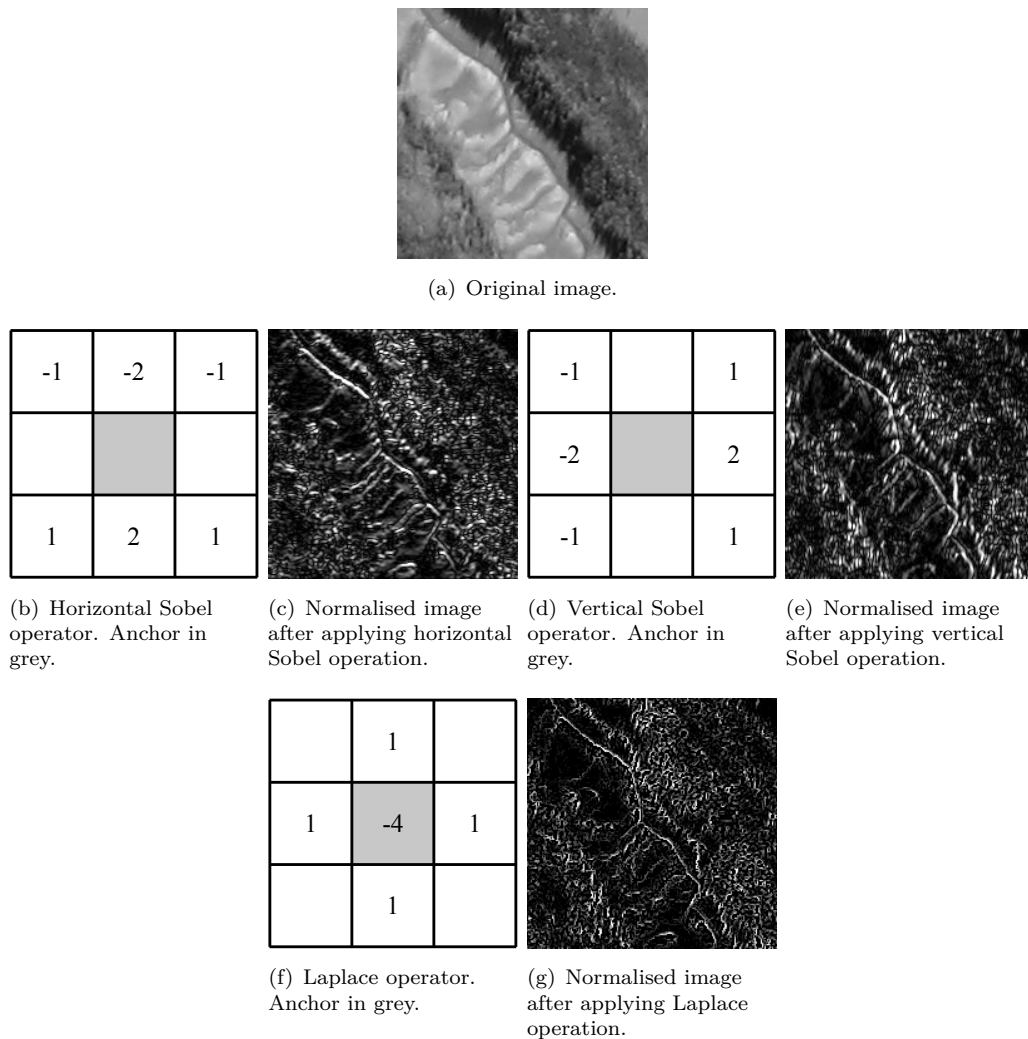 (a) Original image.
-1 -2 -1
1 2 1
-1 1
-2 2
-1 1
(b) Horizontal Sobel
operator. Anchor in
grey.
(c) Normalised image
after applying horizontal
Sobel operation.
(d) Vertical Sobel
operator. Anchor in
grey.
(e) Normalised image
after applying vertical
Sobel operation.
1
1 -4 1
1
(f) Laplace operator.
Anchor in grey.
(g) Normalised image
after applying Laplace
operation.